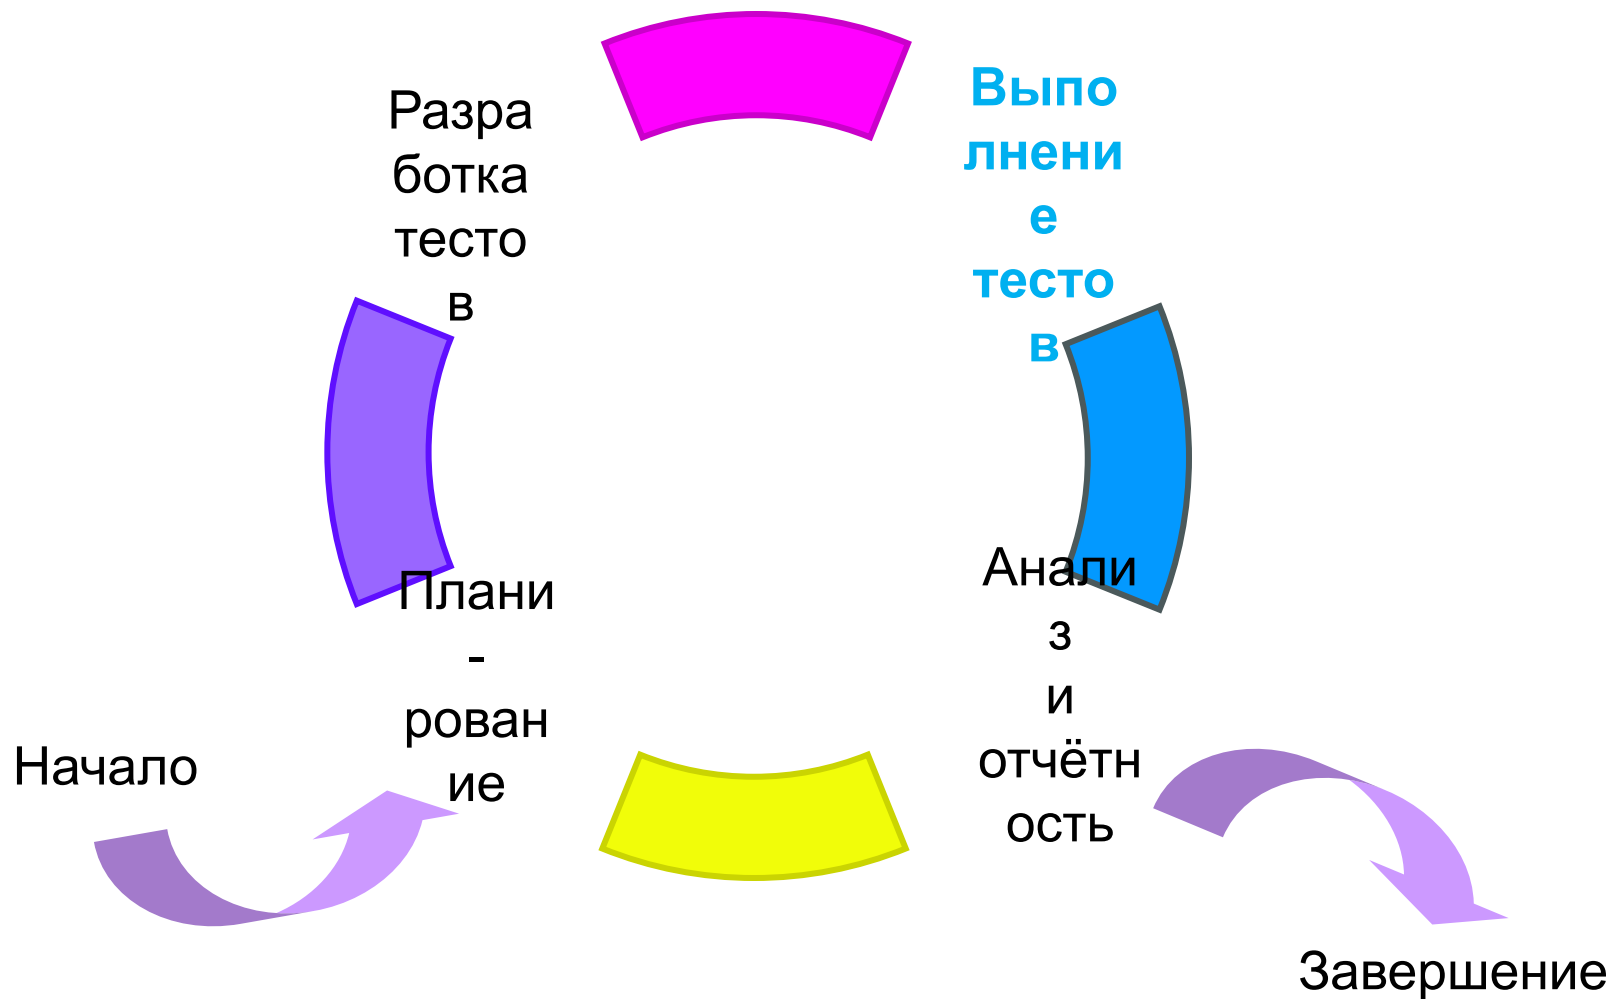 Разра
ботка
тесто
в
Выпо
лнени
е
тесто
в
Плани
-
рован
ие
Анали
з
и
отчётн
ость
Начало
Завершение